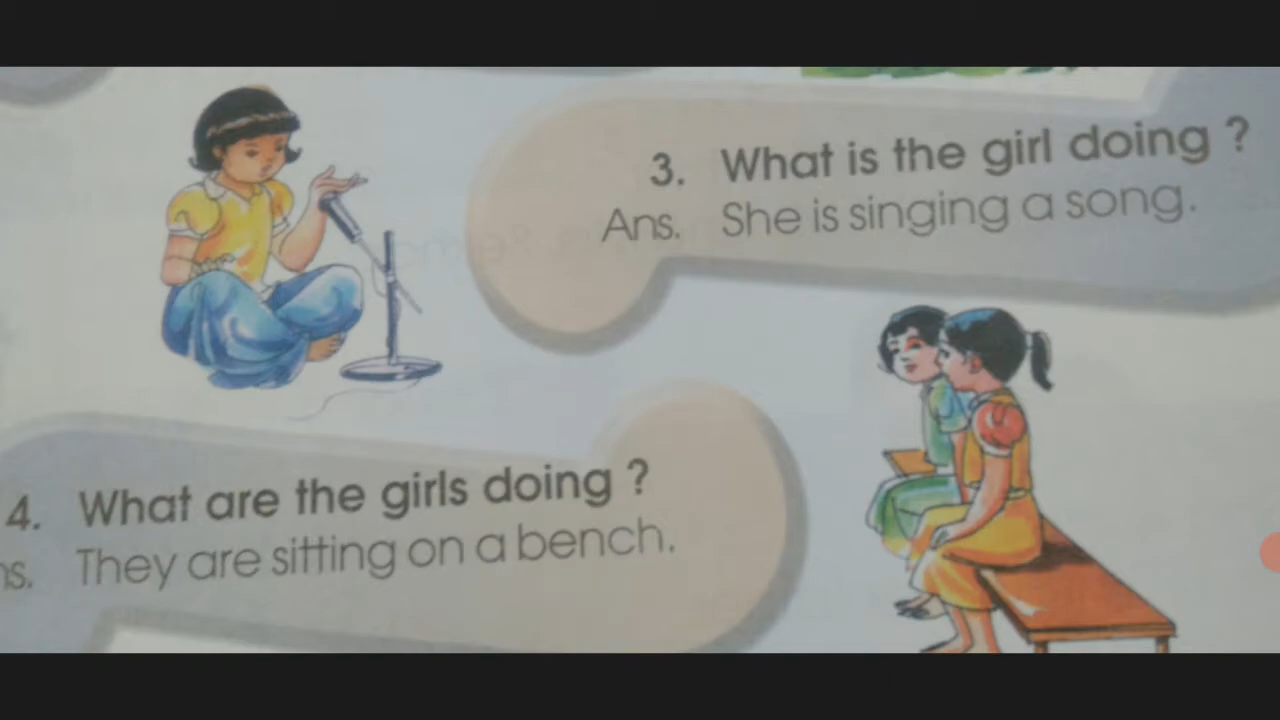 3. What is the girl doing ?
Ans. She is singing a song.
4. What are the girls doing ?
ns. They are sitting on a bench.